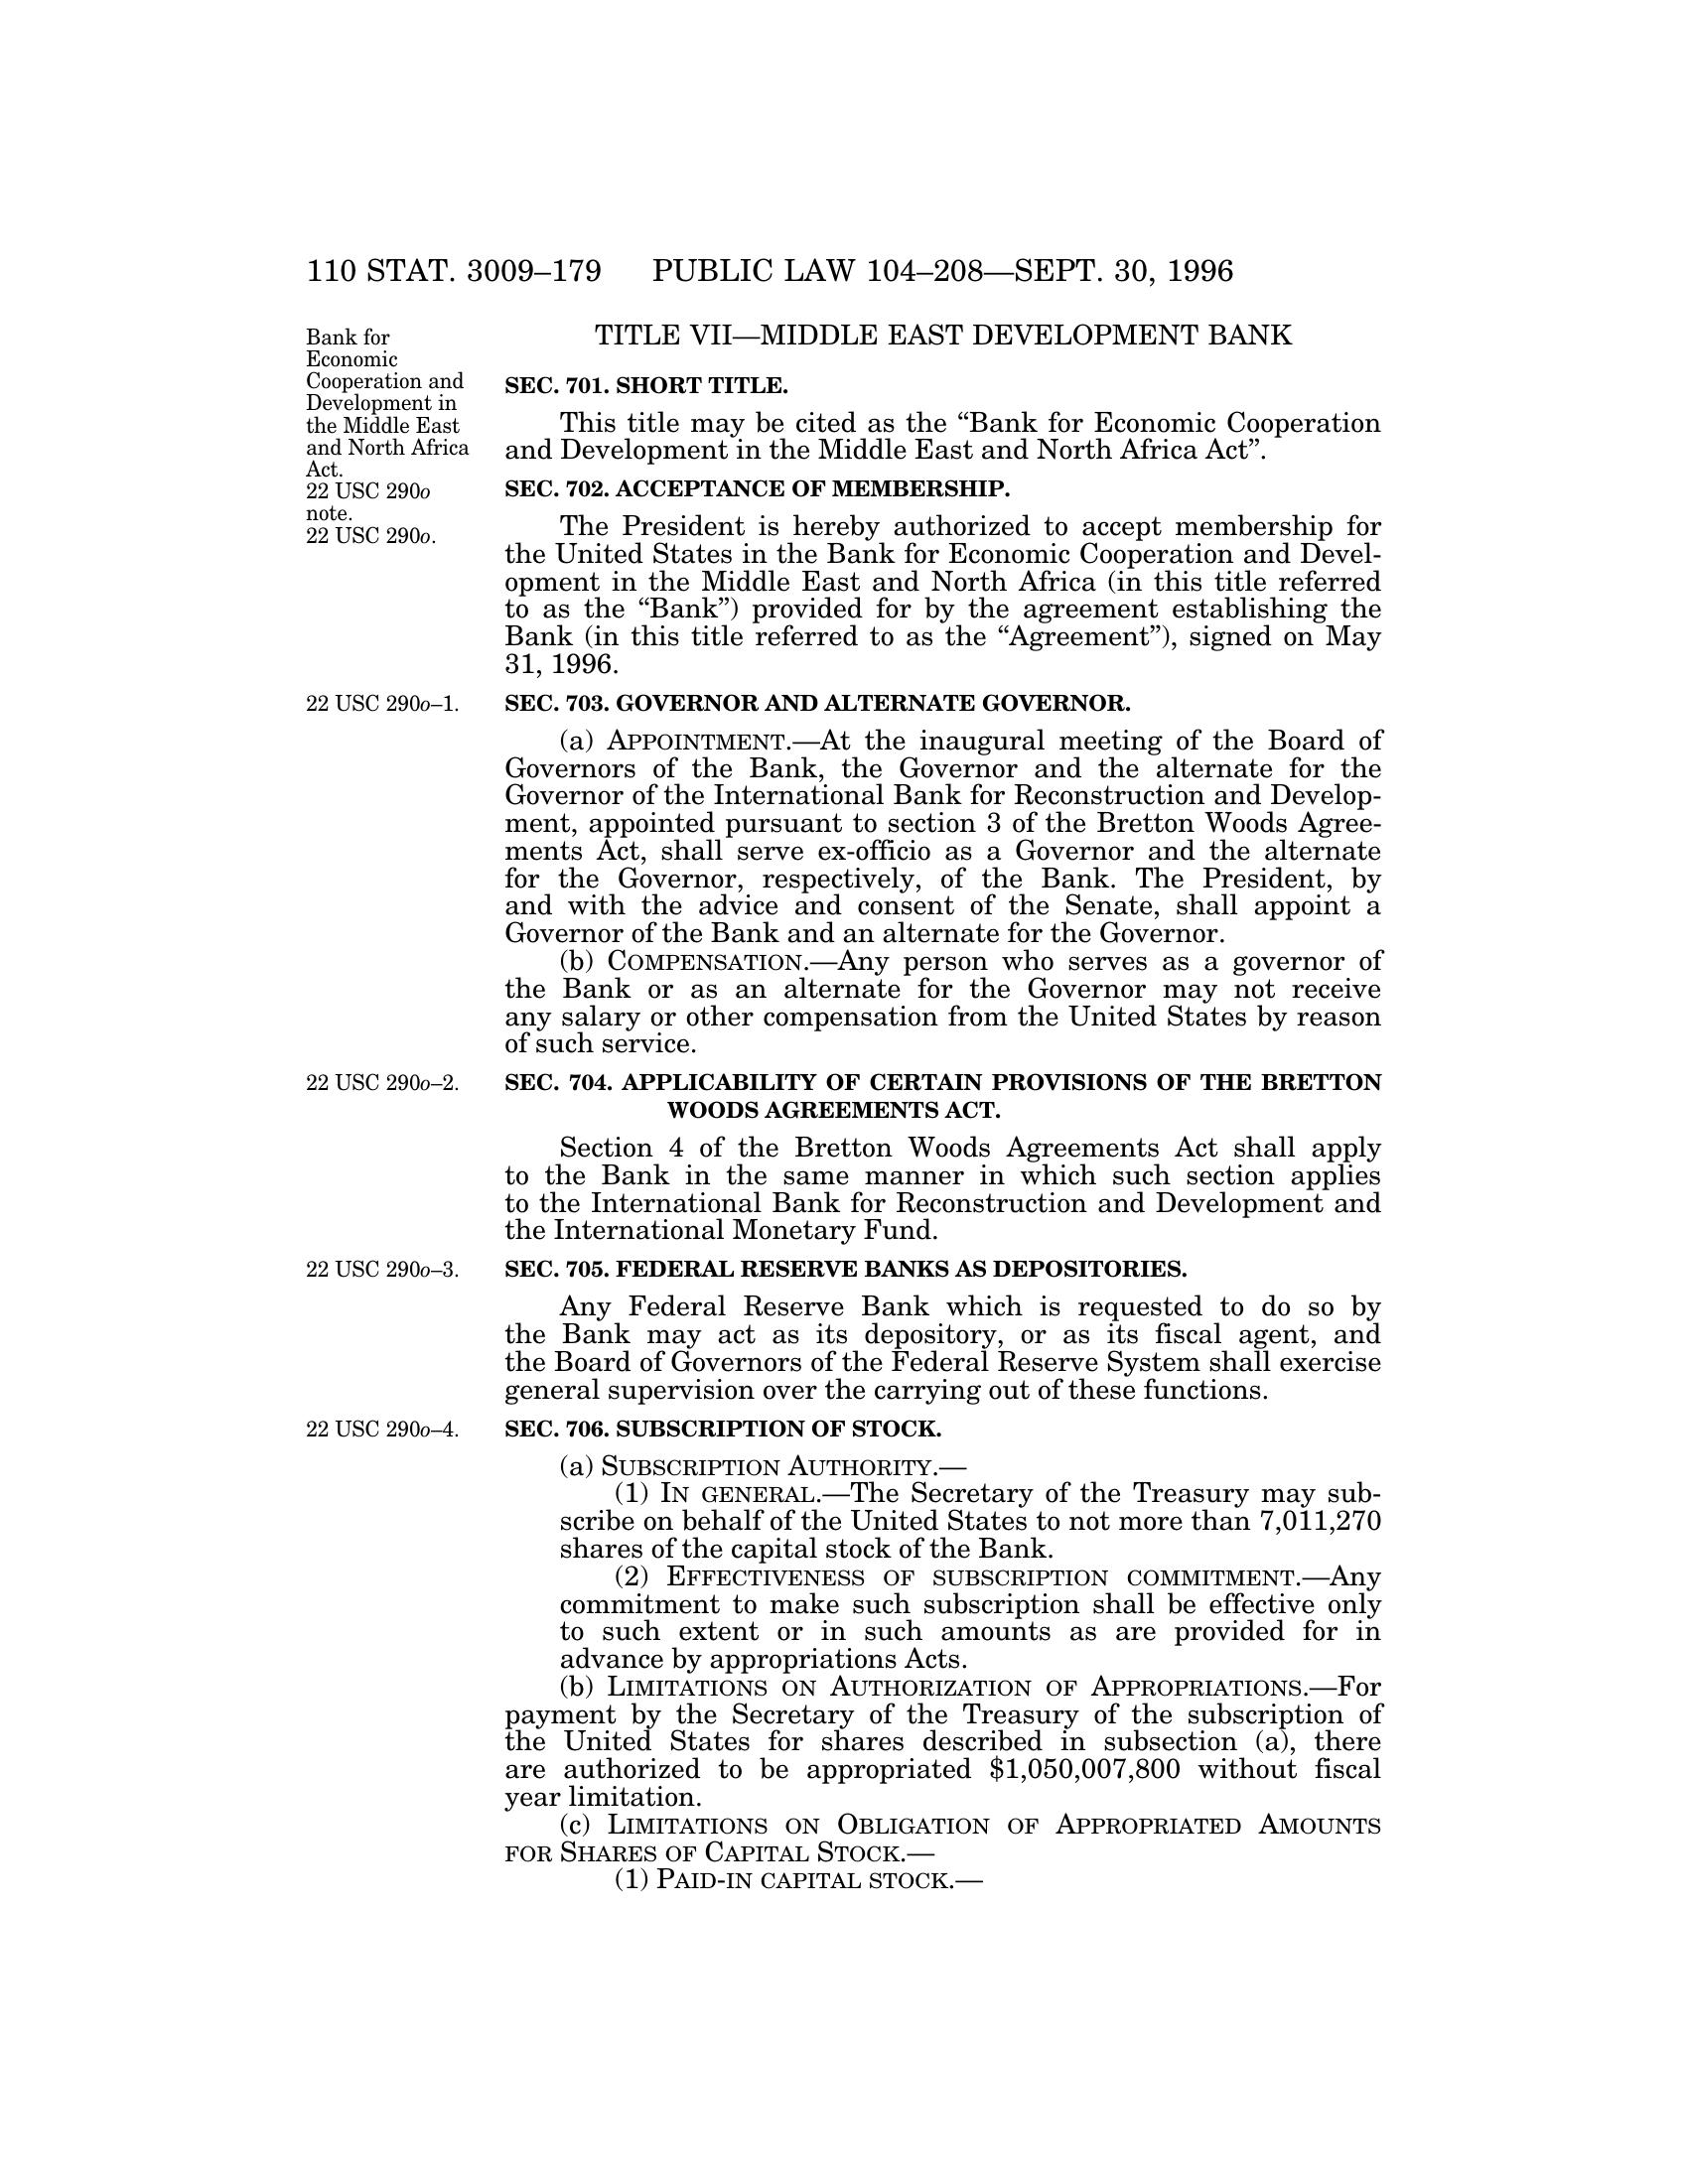 110 STAT. 3009–179 PUBLIC LAW 104–208—SEPT. 30, 1996
Bank for
Economic
Cooperation and
Development in
the Middle East
and North Africa
Act.
22 USC 290o
note.
22 USC 290o.
TITLE VII—MIDDLE EAST DEVELOPMENT BANK
SEC. 701. SHORT TITLE.
This title may be cited as the “Bank for Economic Cooperation
and Development in the Middle East and North Africa Act”.
SEC. 702. ACCEPTANCE OF MEMBERSHIP.
The President is hereby authorized to accept membership for
the United States in the Bank for Economic Cooperation and Devel-
opment in the Middle East and North Africa (in this title referred
to as the “Bank”) provided for by the agreement establishing the
Bank (in this title referred to as the “Agreement”), signed on May
31, 1996.
22 USC 290o–1.
SEC. 703. GOVERNOR AND ALTERNATE GOVERNOR.
(a) APPOINTMENT.—At the inaugural meeting of the Board of
Governors of the Bank, the Governor and the alternate for the
Governor of the International Bank for Reconstruction and Develop-
ment, appointed pursuant to section 3 of the Bretton Woods Agree-
ments Act, shall serve ex-officio as a Governor and the alternate
for the Governor, respectively, of the Bank. The President, by
and with the advice and consent of the Senate, shall appoint a
Governor of the Bank and an alternate for the Governor.
(b) COMPENSATION.—Any person who serves as a governor of
the Bank or as an alternate for the Governor may not receive
any salary or other compensation from the United States by reason
of such service.
22 USC 290o–2.
SEC. 704. APPLICABILITY OF CERTAIN PROVISIONS OF THE BRETTON
WOODS AGREEMENTS ACT.
Section 4 of the Bretton Woods Agreements Act shall apply
to the Bank in the same manner in which such section applies
to the International Bank for Reconstruction and Development and
the International Monetary Fund.
22 USC 290o–3.
SEC. 705. FEDERAL RESERVE BANKS AS DEPOSITORIES.
Any Federal Reserve Bank which is requested to do so by
the Bank may act as its depository, or as its fiscal agent, and
the Board of Governors of the Federal Reserve System shall exercise
general supervision over the carrying out of these functions.
22 USC 290o–4.
SEC. 706. SUBSCRIPTION OF STOCK.
(a) SUBSCRIPTION AUTHORITY.—
(1) IN GENERAL.—The Secretary of the Treasury may sub-
scribe on behalf of the United States to not more than 7,011,270
shares of the capital stock of the Bank.
(2) EFFECTIVENESS OF SUBSCRIPTION COMMITMENT.—Any
commitment to make such subscription shall be effective only
to such extent or in such amounts as are provided for in
advance by appropriations Acts.
(b) LIMITATIONS ON AUTHORIZATION OF APPROPRIATIONS.—For
payment by the Secretary of the Treasury of the subscription of
the United States for shares described in subsection (a), there
are authorized to be appropriated $1,050,007,800 without fiscal
year limitation.
(c) LIMITATIONS ON OBLIGATION OF APPROPRIATED AMOUNTS
FOR SHARES OF CAPITAL STOCK.—
(1) PAID-IN CAPITAL STOCK.—